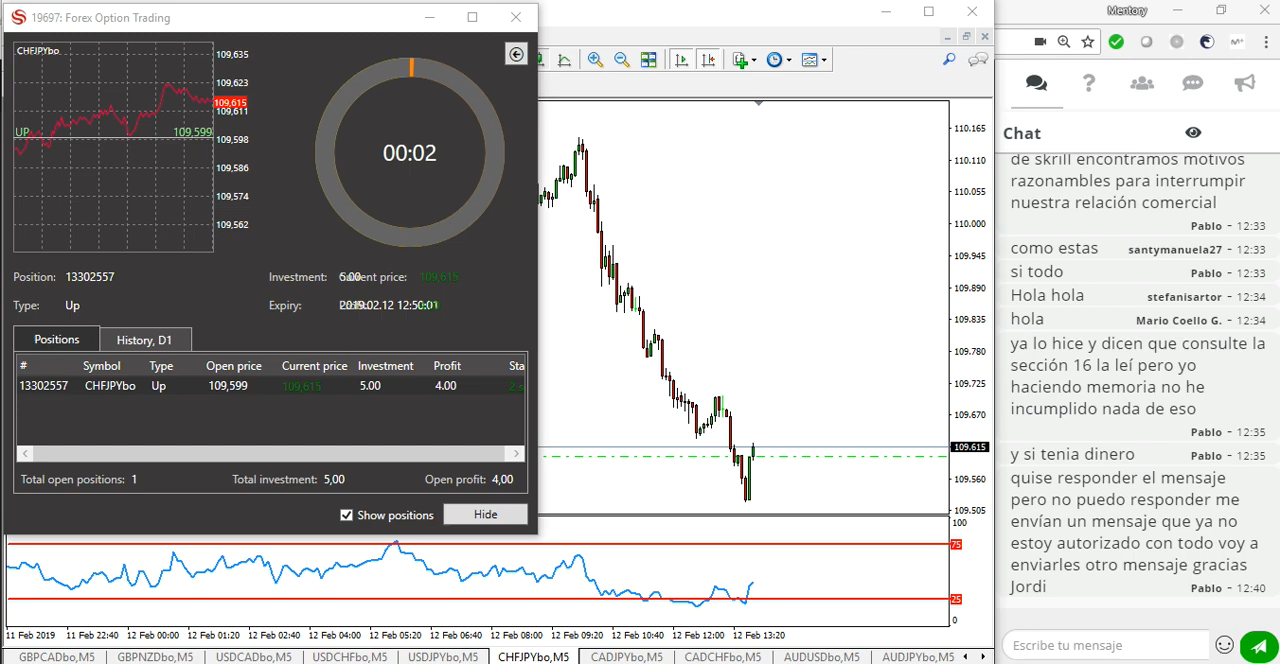 19697: Forex Option Trading
CHFJPYbo
109,635
109,623
109,615
109,611
UP
109,599
109,598
109,586
109,574
109,562
00:02
Position: 13302557
Investment: 5.00
Current price: 109,615
Type: Up
Expiry: 2019.02.12 12:50:01
Positions
History, D1
# Symbol Type Open price Current price Investment Profit Sta
13302557 CHFJPYbo Up 109,599 109,615 5.00 4.00 2 s
Total open positions: 1
Total investment: 5,00
Open profit: 4,00
Show positions
Hide
110.165
110.110
110.055
110.000
109.945
109.890
109.835
109.780
109.725
109.670
109.615
109.560
109.505
100
75
25
0
11 Feb 2019 11 Feb 22:40 12 Feb 00:00 12 Feb 01:20 12 Feb 02:40 12 Feb 04:00 12 Feb 05:20 12 Feb 06:40 12 Feb 08:00 12 Feb 09:20 12 Feb 10:40 12 Feb 12:00 12 Feb 13:20
GBPCADbo,M5 GBPNZDbo,M5 USDCADbo,M5 USDCHFbo,M5 USDJPYbo,M5 CHFJPYbo,M5 CADJPYbo,M5 CADCHFbo,M5 AUDUSDbo,M5 AUDJPYbo,M5
Mentory
Chat
de skrill encontramos motivos
razonambles para interrumpir
nuestra relación comercial
Pablo - 12:33
como estas
santymanuela27 - 12:33
si todo
Pablo - 12:33
Hola hola
stefanisartor - 12:34
hola
Mario Coello G. - 12:34
ya lo hice y dicen que consulte la
sección 16 la leí pero yo
haciendo memoria no he
incumplido nada de eso
Pablo - 12:35
y si tenia dinero
Pablo - 12:35
quise responder el mensaje
pero no puedo responder me
envían un mensaje que ya no
estoy autorizado con todo voy a
enviarles otro mensaje gracias
Jordi
Pablo - 12:40
Escribe tu mensaje